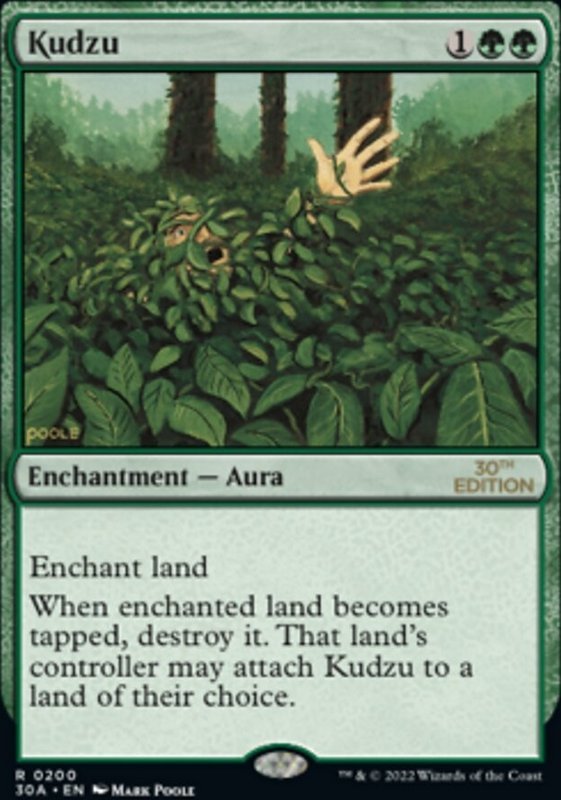 Kudzu 1
POOLE
Enchantment — Aura
30TH
EDITION
Enchant land
When enchanted land becomes
tapped, destroy it. That land's
controller may attach Kudzu to a
land of their choice.
R 0200
30A • EN Mark Poole
™ & © 2022 Wizards of the Coast